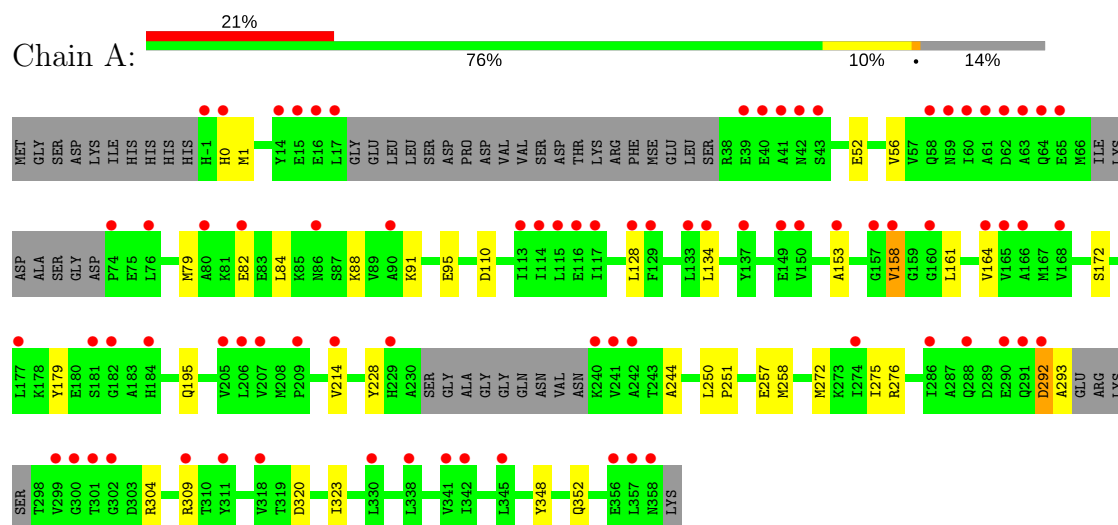 21%
Chain A:
76%
10%
•
14%
MET GLY SER ASP LYS ILE HIS HIS HIS HIS HIS H-1 H0 M1 Y14 E15 E16 L17 GLY GLU LEU LEU SER ASP PRO ASP VAL VAL SER ASP THR LYS ARG PHE MSE GLU LEU SER R38 E39 E40 A41 N42 S43 E52 V56 V57 Q58 N59 I60 A61 D62 A63 Q64 E65 M66 ILE LYS
ASP ALA SER GLY ASP P74 E75 L76 M79 A80 K81 E82 E83 L84 K85 N86 S87 K88 V89 A90 K91 E95 D110 I113 I114 L115 E116 I117 L128 F129 L133 L134 Y137 E149 V150 A153 G157 V158 G159 G160 L161 V164 V165 A166 M167 V168 S172
L177 K178 Y179 E180 S181 G182 A183 H184 Q195 V205 L206 V207 M208 P209 V214 Y228 H229 A230 SER GLY ALA GLY GLY GLN ASN VAL ASN K240 V241 A242 T243 A244 L250 P251 E257 M258 M272 K273 I274 I275 R276 I286 A287 Q288 D289 E290 Q291 D292 A293 GLU ARG LYS
SER T298 V299 G300 T301 G302 D303 R304 R309 T310 Y311 V318 T319 D320 I323 L330 L338 V341 I342 L345 Y348 Q352 E356 L357 N358 LYS